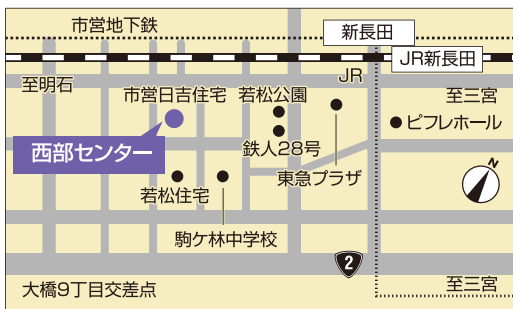 市営地下鉄
新長田
JR新長田
JR
至明石
市営日吉住宅
若松公園
至三宮
ピフレホール
西部センター
鉄人28号
東急プラザ
N
若松住宅
駒ケ林中学校
2
大橋9丁目交差点
至三宮